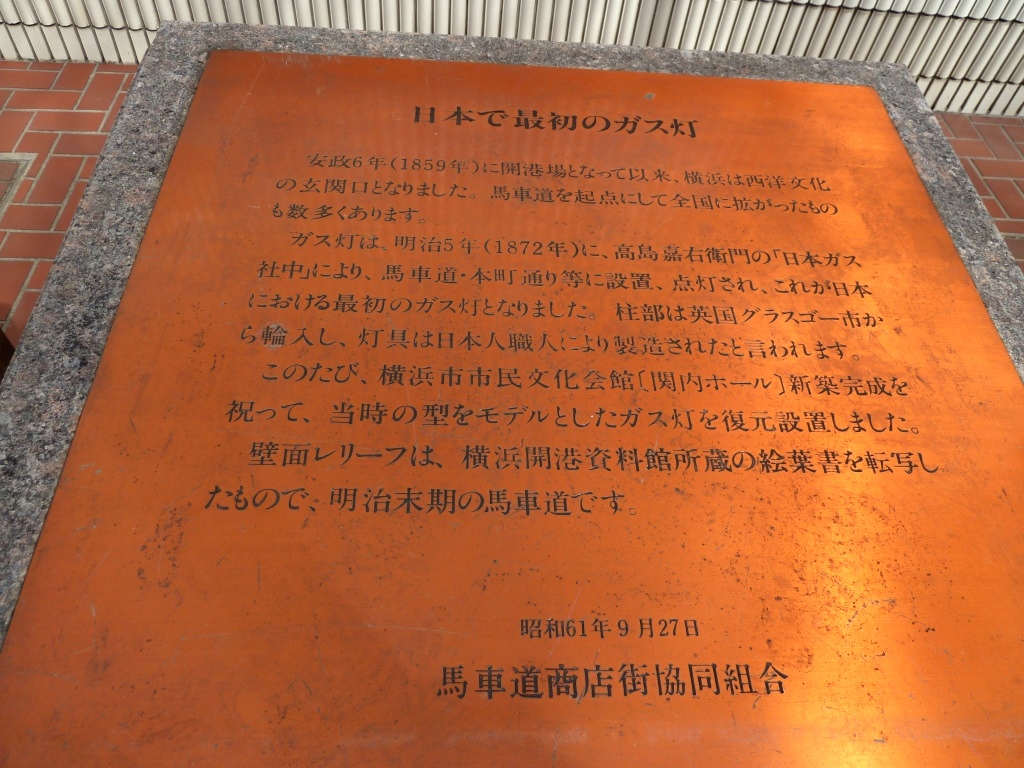 日本で最初のガス灯
安政6年(1859年)に開港場となって以来、横浜は西洋文化
の玄関口となりました。馬車道を起点にして全国に拡がったもの
も数多くあります。
ガス灯は、明治5年(1872年)に、高島嘉右衛門の「日本ガス
社中」により、馬車道・本町通り等に設置、点灯され、これが日本
における最初のガス灯となりました。柱部は英国グラスゴー市か
ら輪入し、灯具は日本人職人により製造されたと言われます。
このたび、横浜市市民文化会館〔関内ホール〕新築完成を
祝って、当時の型をモデルとしたガス灯を復元設置しました。
壁面レリーフは、横浜開港資料館所蔵の絵葉書を転写し
たもので、明治末期の馬車道です。
昭和61年9月27日
馬車道商店街協同組合